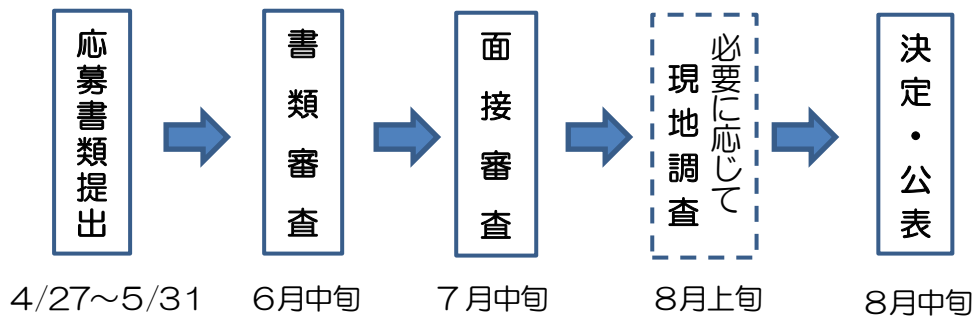 応募書類提出
書類審査
面接審査
必要に応じて
現地調査
決定・公表
4/27～5/31
6月中旬
7月中旬
8月上旬
8月中旬